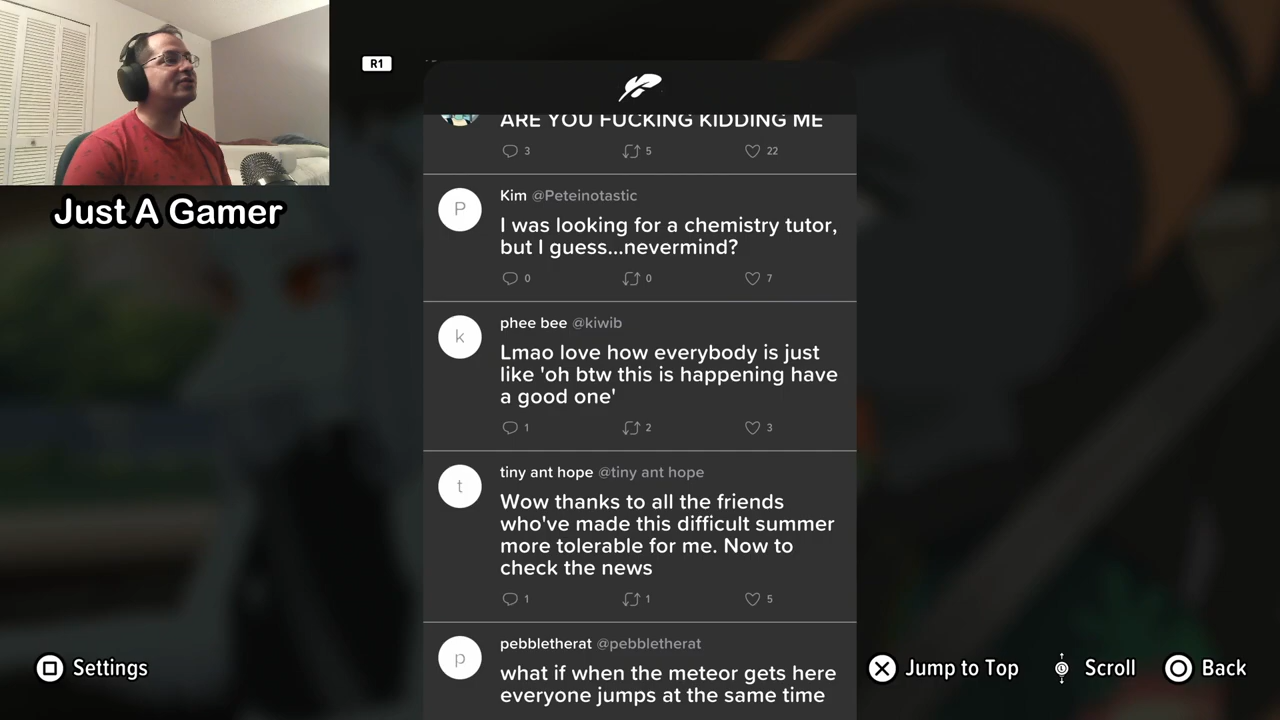 R1
ARE YOU FUCKING KIDDING ME
3 5 22
Just A Gamer
P
Kim @Peteinotastic
I was looking for a chemistry tutor,
but I guess...nevermind?
0 0 7
k
phee bee @kiwib
Lmao love how everybody is just
like 'oh btw this is happening have
a good one'
1 2 3
t
tiny ant hope @tiny ant hope
Wow thanks to all the friends
who've made this difficult summer
more tolerable for me. Now to
check the news
1 1 5
p
pebbletherat @pebbletherat
what if when the meteor gets here
everyone jumps at the same time
Settings
Jump to Top Scroll Back